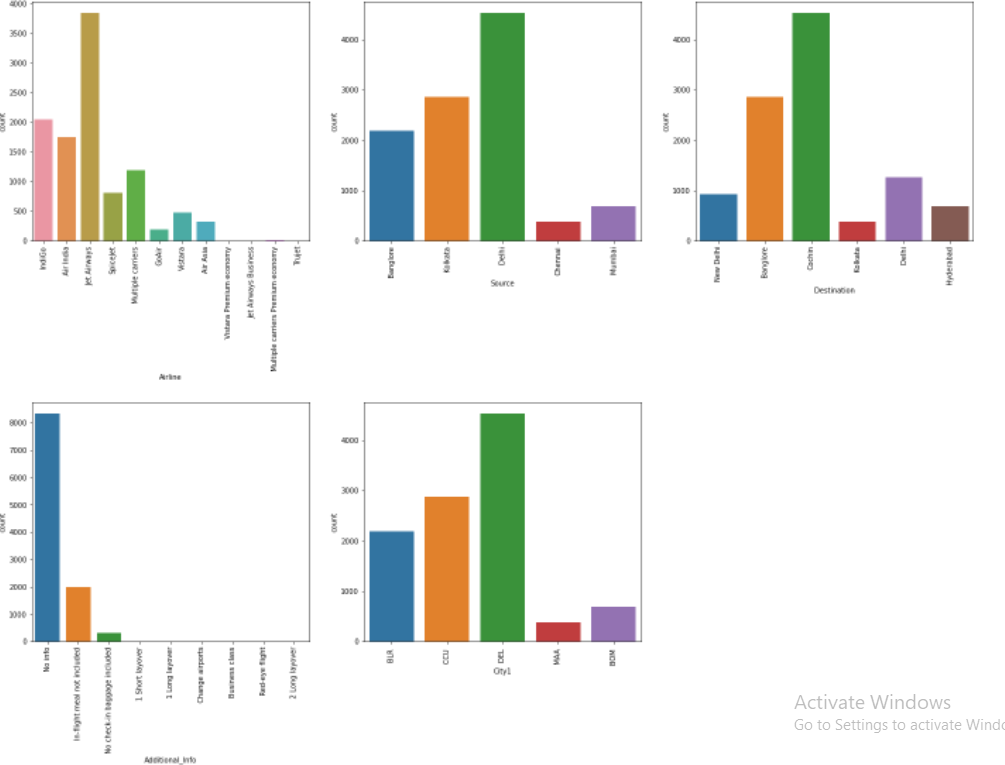 4000
3500
3000
2500
2000
1500
1000
500
0
count
IndiGo
Air India
Jet Airways
SpiceJet
Multiple carriers
GoAir
Vistara
Air Asia
Vistara Premium economy
Jet Airways Business
Multiple carriers Premium economy
Trujet
Airline
4000
3000
2000
1000
0
count
Banglore
Kolkata
Delhi
Chennai
Mumbai
Source
4000
3000
2000
1000
0
count
New Delhi
Banglore
Cochin
Kolkata
Delhi
Hyderabad
Destination
8000
7000
6000
5000
4000
3000
2000
1000
0
count
No info
In-flight meal not included
No check-in baggage included
1 Short layover
1 Long layover
Change airports
Business class
Red-eye flight
2 Long layover
Additional_Info
4000
3000
2000
1000
0
count
BLR
CCU
DEL
MAA
BOM
City1
Activate Windows
Go to Settings to activate Windo